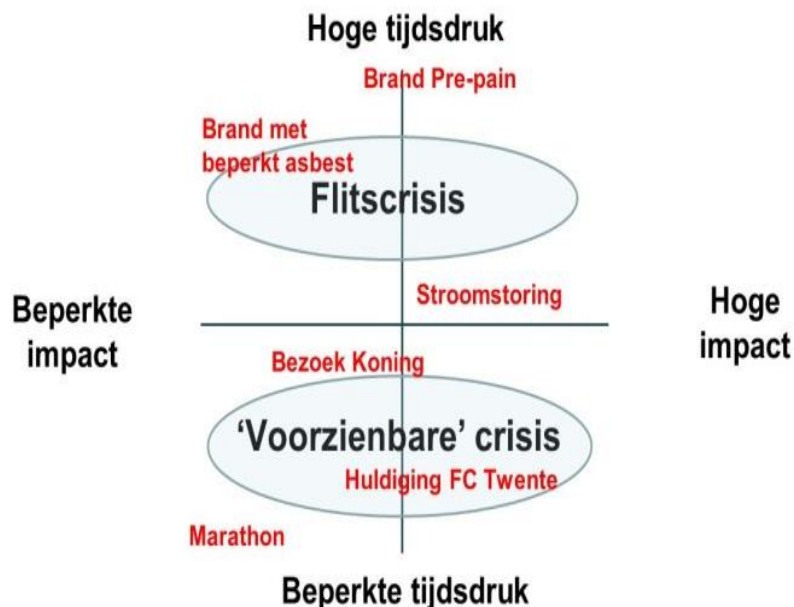 Hoge tijdsdruk
Brand Pre-pain
Brand met
beperkt asbest
Flitscrisis
Stroomstoring
Beperkte
impact
Hoge
impact
Bezoek Koning
‘Voorzienbare’ crisis
Huldiging FC Twente
Marathon
Beperkte tijdsdruk